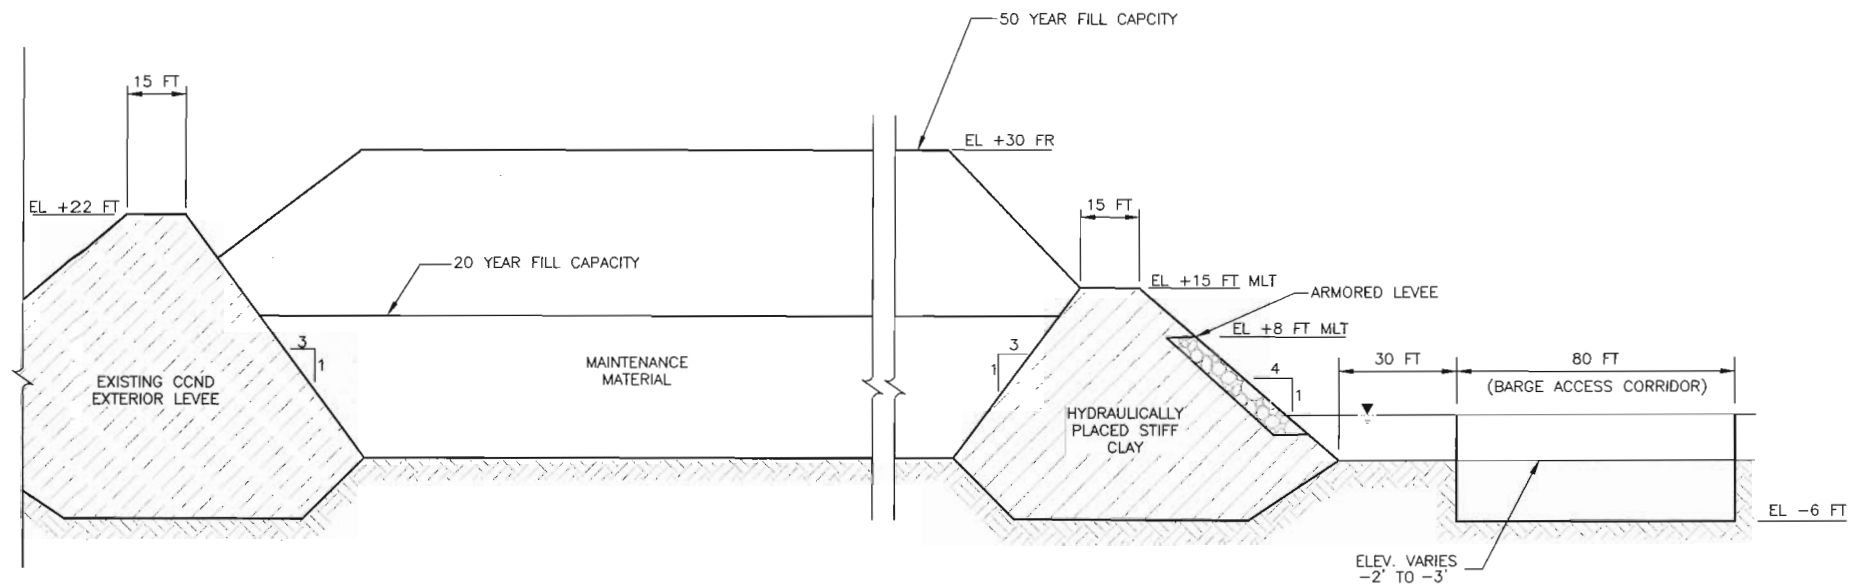 50 YEAR FILL CAPCITY
15 FT
EL +30 FR
EL +22 FT
15 FT
20 YEAR FILL CAPACITY
EL +15 FT MLT
ARMORED LEVEE
EL +8 FT MLT
3
1
MAINTENANCE
MATERIAL
3
1
4
1
30 FT
80 FT
(BARGE ACCESS CORRIDOR)
EXISTING CCND
EXTERIOR LEVEE
HYDRAULICALLY
PLACED STIFF
CLAY
EL -6 FT
ELEV. VARIES
-2' TO -3'